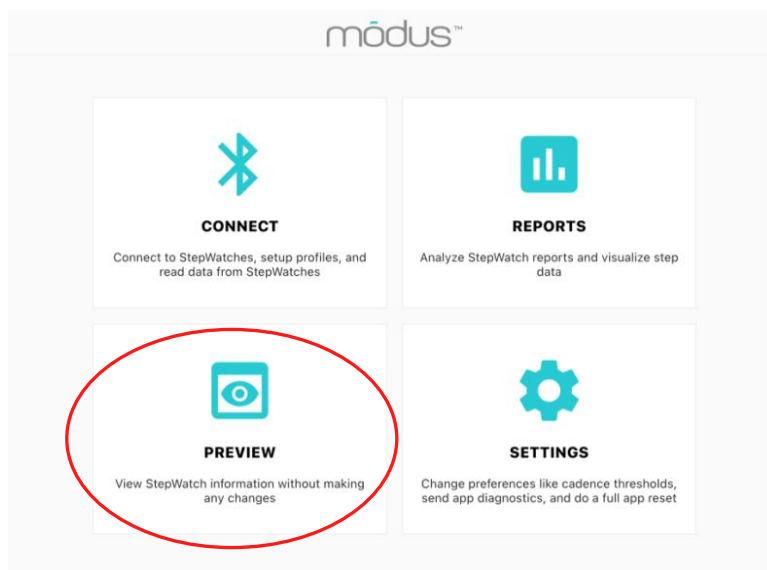 mōdus™
CONNECT
Connect to StepWatches, setup profiles, and
read data from StepWatches
REPORTS
Analyze StepWatch reports and visualize step
data
PREVIEW
View StepWatch information without making
any changes
SETTINGS
Change preferences like cadence thresholds,
send app diagnostics, and do a full app reset